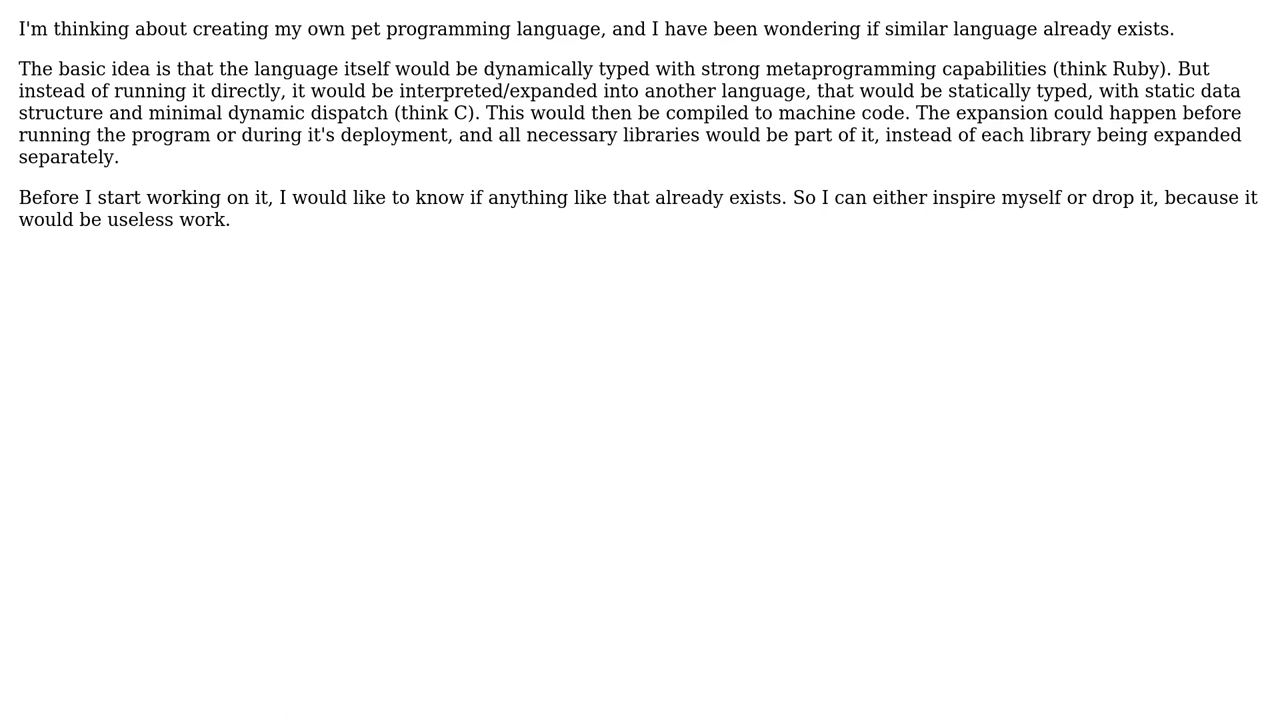 I'm thinking about creating my own pet programming language, and I have been wondering if similar language already exists.
The basic idea is that the language itself would be dynamically typed with strong metaprogramming capabilities (think Ruby). But
instead of running it directly, it would be interpreted/expanded into another language, that would be statically typed, with static data
structure and minimal dynamic dispatch (think C). This would then be compiled to machine code. The expansion could happen before
running the program or during it's deployment, and all necessary libraries would be part of it, instead of each library being expanded
separately.
Before I start working on it, I would like to know if anything like that already exists. So I can either inspire myself or drop it, because it
would be useless work.